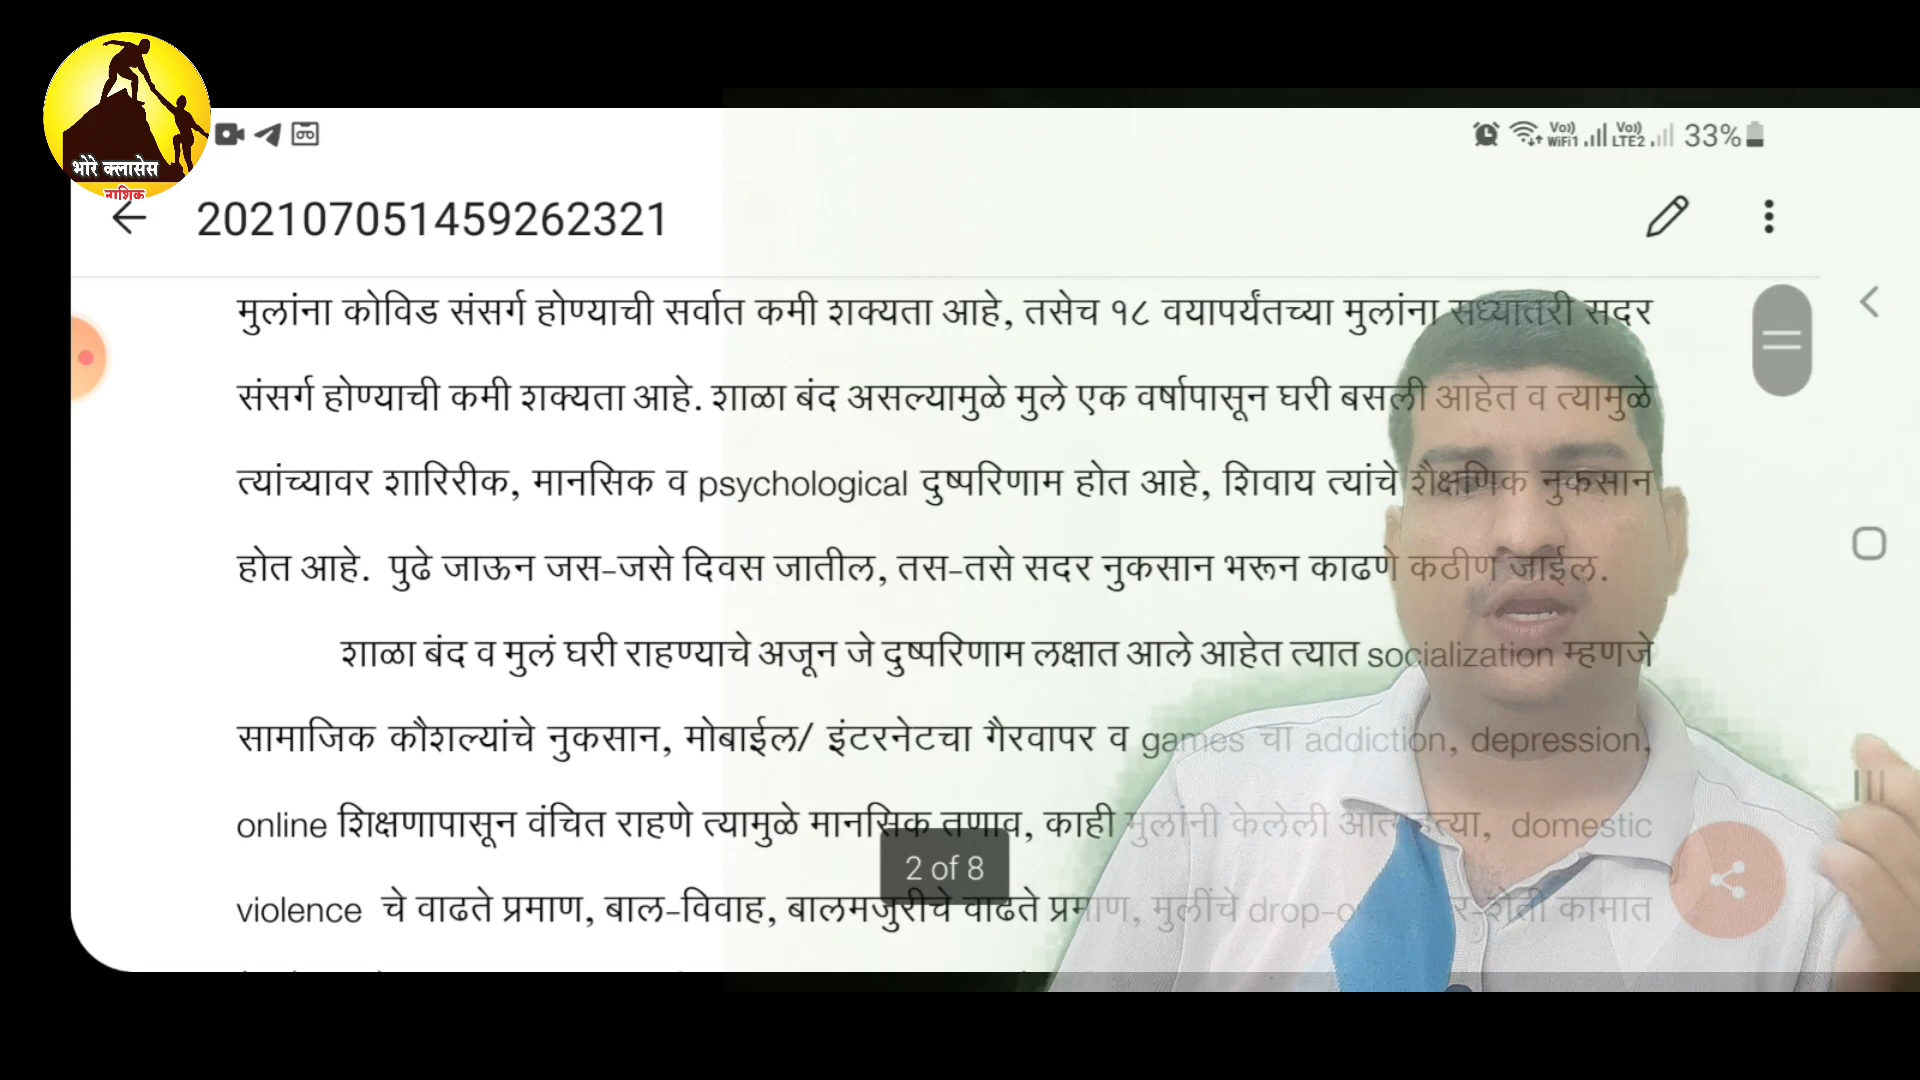 भोरे क्लासेस
नाशिक
Vo)) WiFi1 Vo)) LTE2 33%
202107051459262321
मुलांना कोविड संसर्ग होण्याची सर्वात कमी शक्यता आहे, तसेच १८ वयापर्यंतच्या मुलांना सध्यातरी सदर
संसर्ग होण्याची कमी शक्यता आहे. शाळा बंद असल्यामुळे मुले एक वर्षापासून घरी बसली आहेत व त्यामुळे
त्यांच्यावर शारिरीक, मानसिक व psychological दुष्परिणाम होत आहे, शिवाय त्यांचे शैक्षणिक नुकसान
होत आहे. पुढे जाऊन जस-जसे दिवस जातील, तस-तसे सदर नुकसान भरून काढणे कठीण जाईल.
शाळा बंद व मुलं घरी राहण्याचे अजून जे दुष्परिणाम लक्षात आले आहेत त्यात socialization म्हणजे
सामाजिक कौशल्यांचे नुकसान, मोबाईल/ इंटरनेटचा गैरवापर व games चा addiction, depression,
online शिक्षणापासून वंचित राहणे त्यामुळे मानसिक तणाव, काही मुलांनी केलेली आत्महत्या, domestic
2 of 8
violence चे वाढते प्रमाण, बाल-विवाह, बालमजुरीचे वाढते प्रमाण, मुलींचे शेती कामात